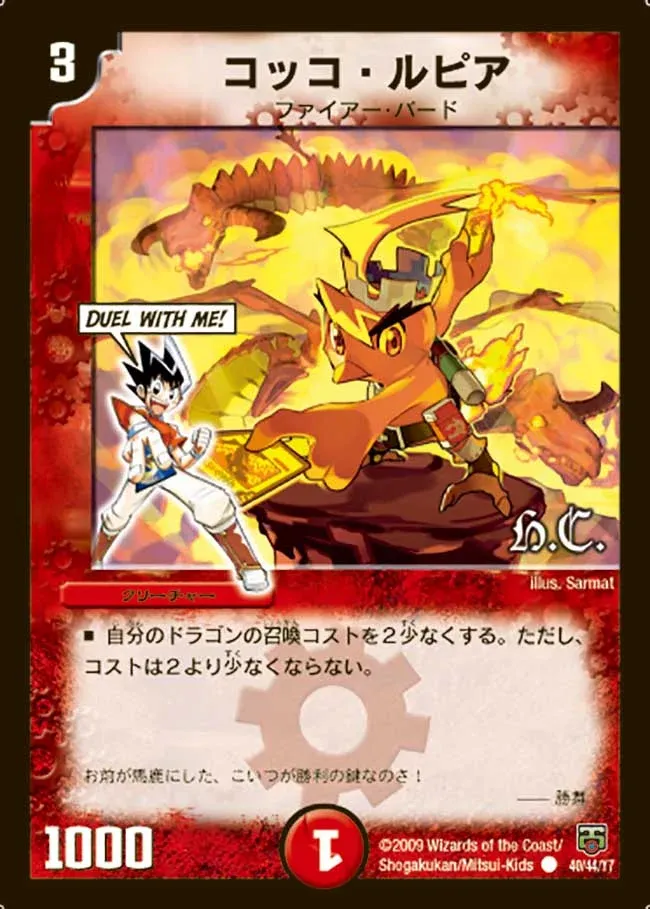 3
コッコ・ルピア
ファイアー・バード
DUEL WITH ME!
H.C.
illus. Sarmat
クリーチャー
■ 自分のドラゴンの召喚コストを2少なくする。ただし、
コストは2より少なくならない。
お前が馬鹿にした、こいつが勝利の鍵なのさ!
—— 勝舞
1000
1
©2009 Wizards of the Coast/
Shogakukan/Mitsui-Kids
40/44/Y7